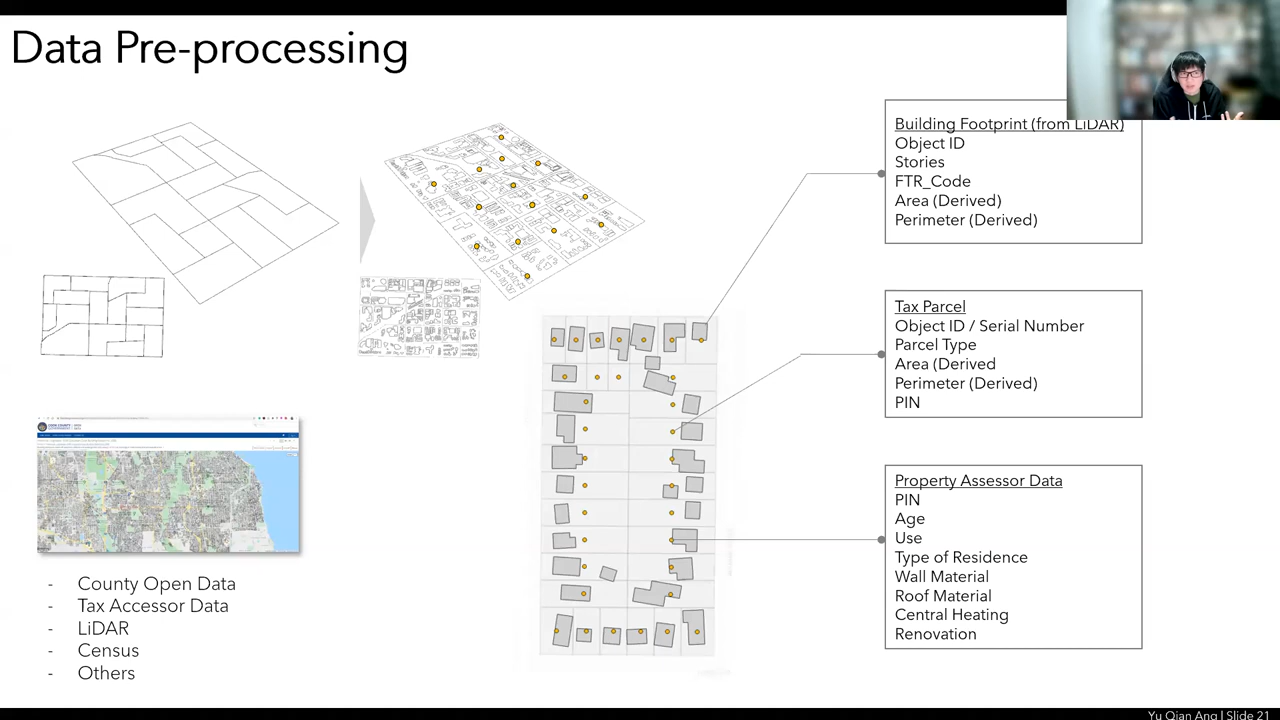 Data Pre-processing
Building Footprint (from LiDAR)
Object ID
Stories
FTR_Code
Area (Derived)
Perimeter (Derived)
Tax Parcel
Object ID / Serial Number
Parcel Type
Area (Derived
Perimeter (Derived)
PIN
Property Assessor Data
PIN
Age
Use
Type of Residence
Wall Material
Roof Material
Central Heating
Renovation
- County Open Data
- Tax Accessor Data
- LiDAR
- Census
- Others
Yu Qian Ang | Slide 21